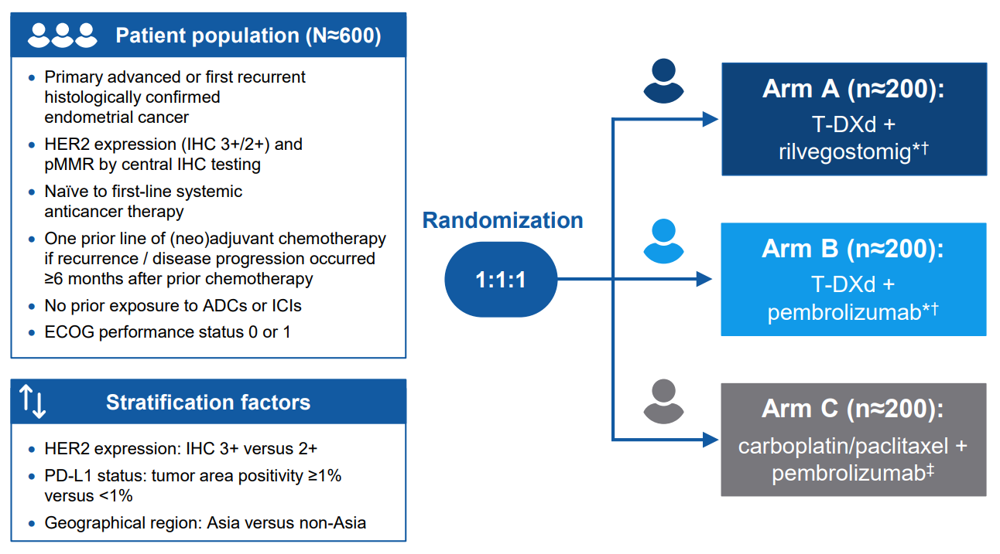 Patient population (N≈600)
• Primary advanced or first recurrent
histologically confirmed
endometrial cancer
• HER2 expression (IHC 3+/2+) and
pMMR by central IHC testing
• Naïve to first-line systemic
anticancer therapy
• One prior line of (neo)adjuvant chemotherapy
if recurrence / disease progression occurred
≥6 months after prior chemotherapy
• No prior exposure to ADCs or ICIs
• ECOG performance status 0 or 1
Stratification factors
• HER2 expression: IHC 3+ versus 2+
• PD-L1 status: tumor area positivity ≥1%
versus <1%
• Geographical region: Asia versus non-Asia
Randomization
1:1:1
Arm A (n≈200):
T-DXd +
rilvegostomig*†
Arm B (n≈200):
T-DXd +
pembrolizumab*†
Arm C (n≈200):
carboplatin/paclitaxel +
pembrolizumab‡